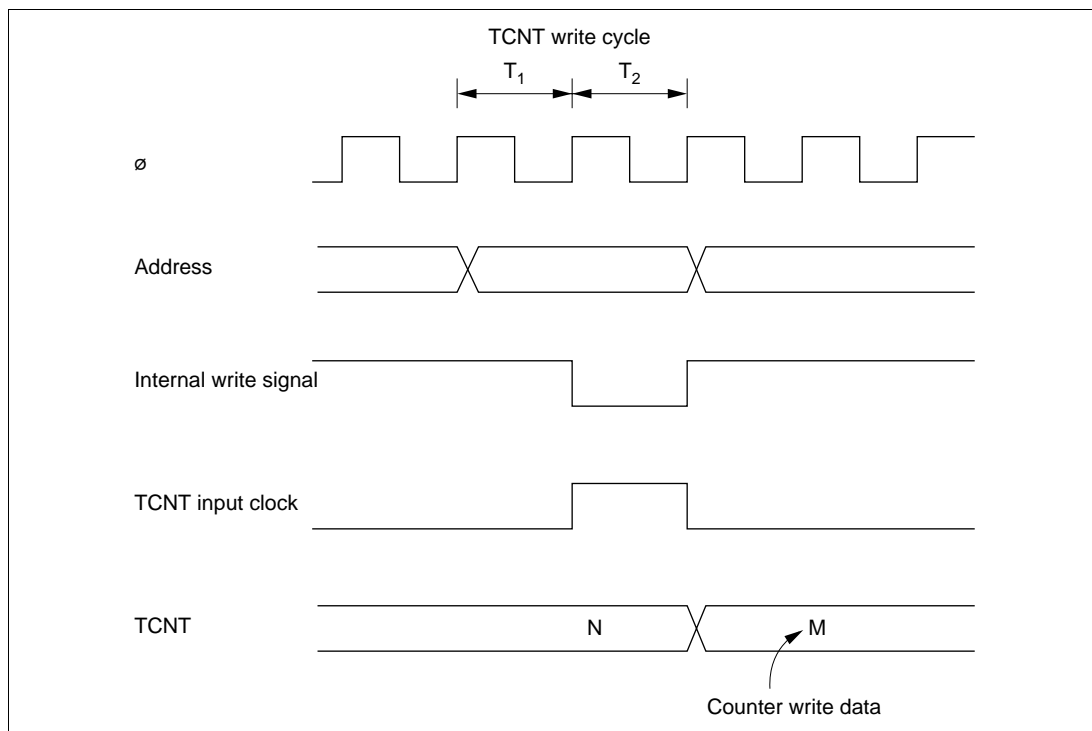 TCNT write cycle
T1 T2
ø
Address
Internal write signal
TCNT input clock
TCNT N M
Counter write data